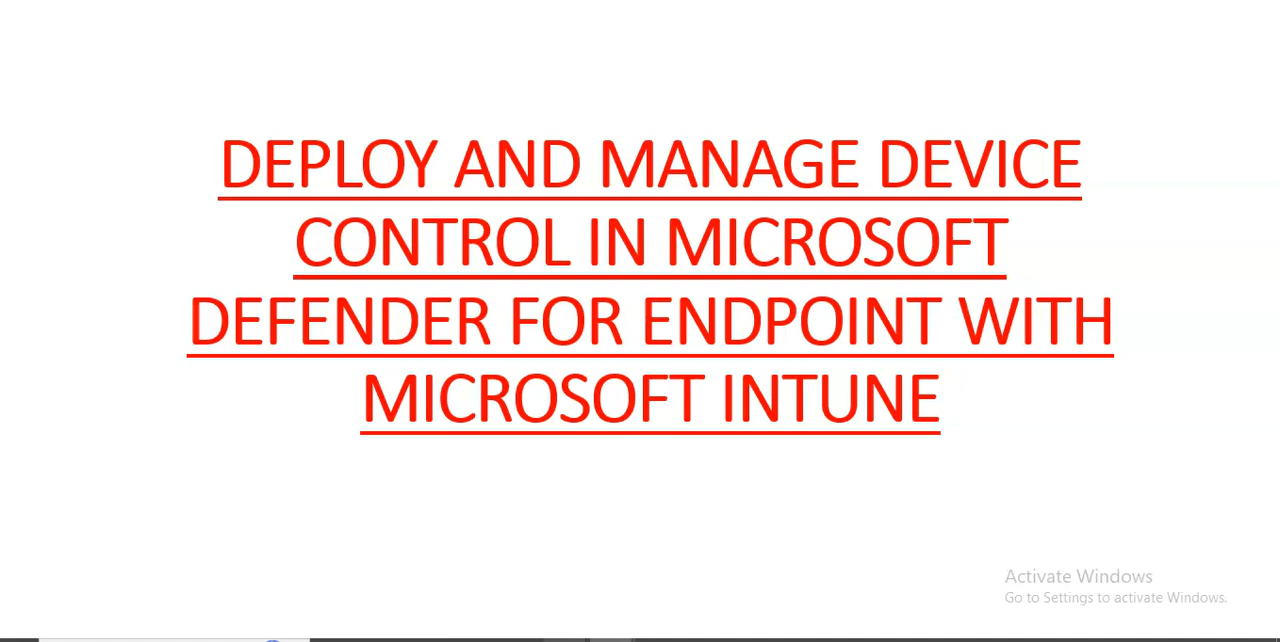 DEPLOY AND MANAGE DEVICE
CONTROL IN MICROSOFT
DEFENDER FOR ENDPOINT WITH
MICROSOFT INTUNE
Activate Windows
Go to Settings to activate Windows.